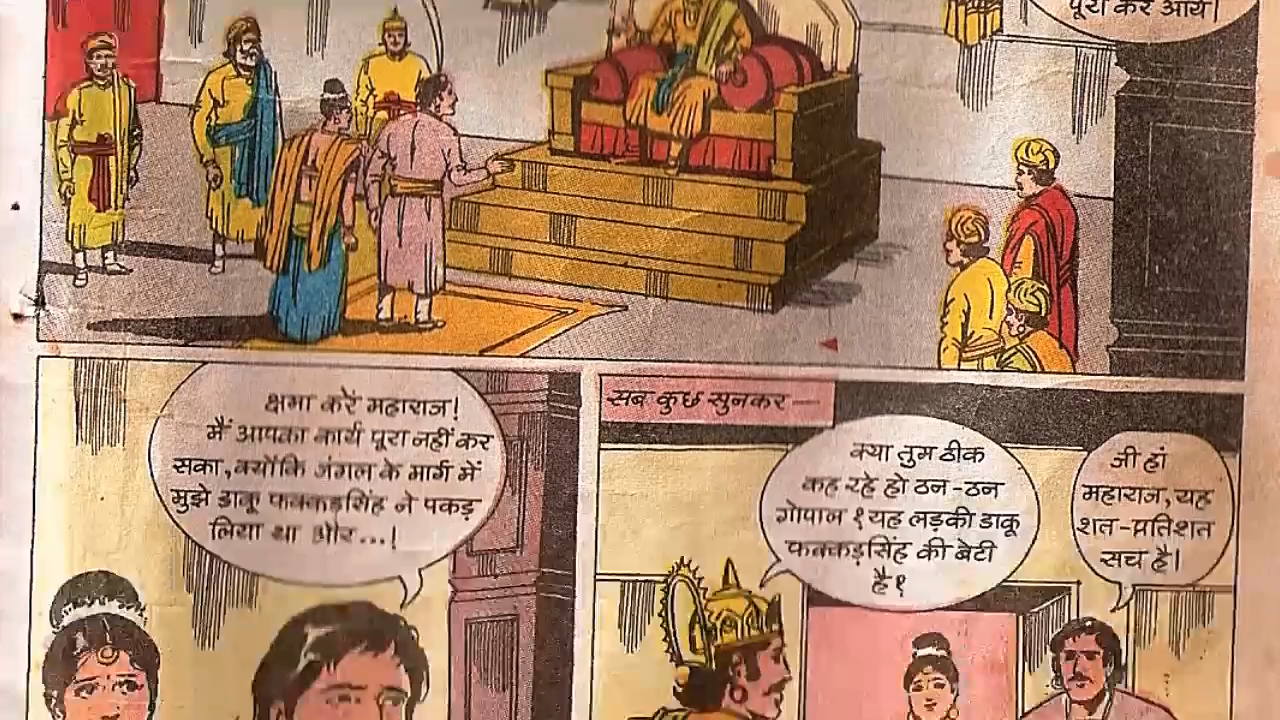 पूरा कर आये।
क्षमा करें महाराज!
मैं आपका कार्य पूरा नहीं कर
सका, क्योंकि जंगल के मार्ग में
मुझे डाकू फक्कड़सिंह ने पकड़
लिया था और...!
सब कुछ सुनकर —
क्या तुम ठीक
कह रहे हो ठन-ठन
गोपाल ? यह लड़की डाकू
फक्कड़सिंह की बेटी
है ?
जी हां
महाराज, यह
शत-प्रतिशत
सच है।